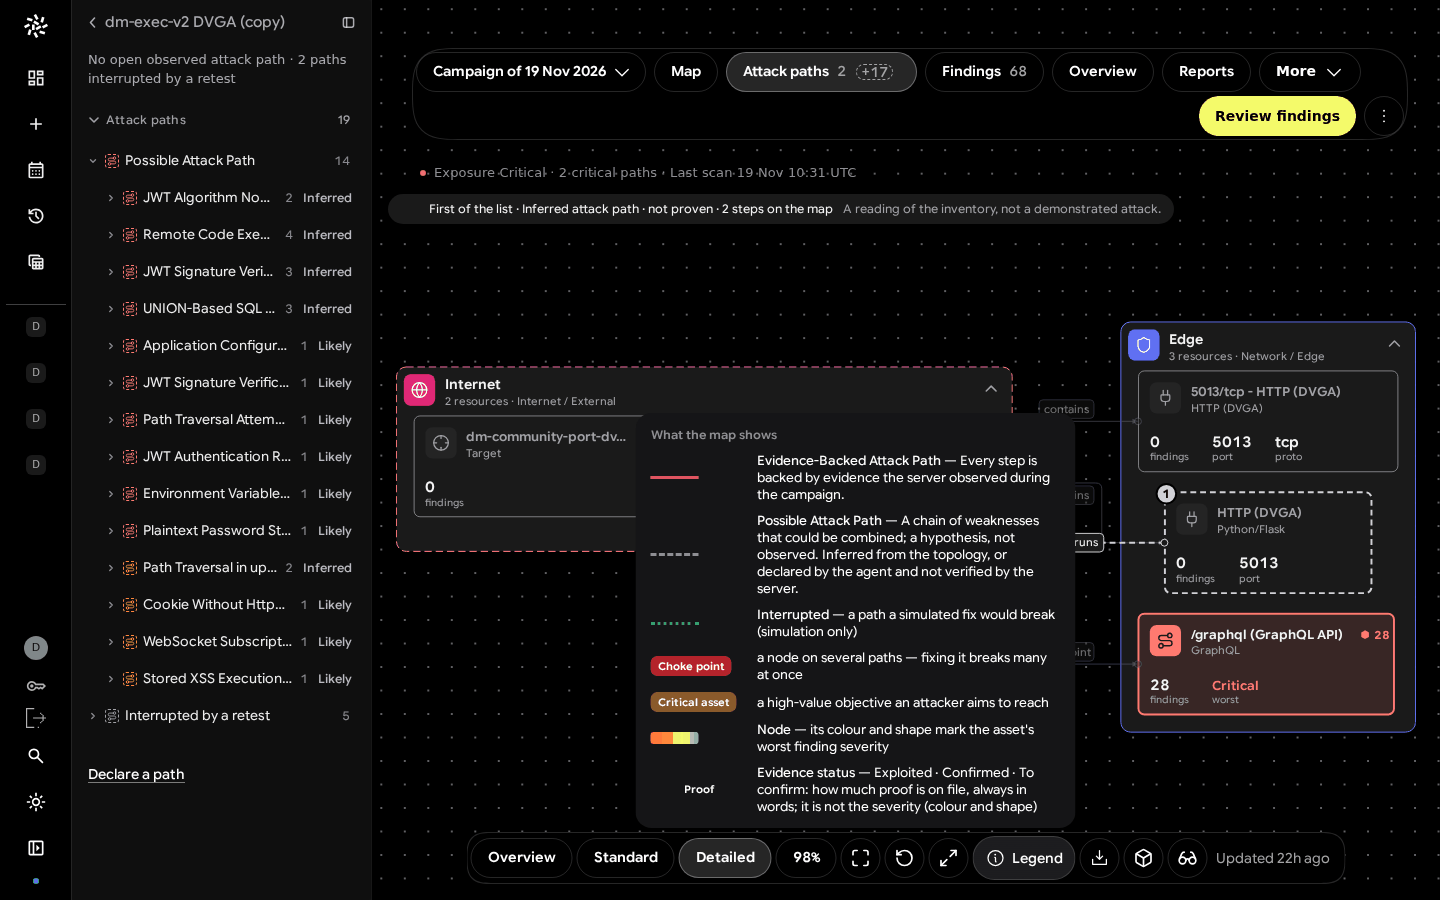 dm-exec-v2 DVGA (copy)
No open observed attack path · 2 paths
interrupted by a retest
Attack paths 19
Possible Attack Path 14
JWT Algorithm No... 2 Inferred
Remote Code Exe... 4 Inferred
JWT Signature Veri... 3 Inferred
UNION-Based SQL ... 3 Inferred
Application Configur... 1 Likely
JWT Signature Verific... 1 Likely
Path Traversal Attem... 1 Likely
JWT Authentication R... 1 Likely
Environment Variable... 1 Likely
Plaintext Password St... 1 Likely
Path Traversal in up... 2 Inferred
Cookie Without Http... 1 Likely
WebSocket Subscript... 1 Likely
Stored XSS Execution... 1 Likely
Interrupted by a retest 5
Declare a path
D
D
D
D
D
Campaign of 19 Nov 2026
Map
Attack paths 2 +17
Findings 68
Overview
Reports
More
Review findings
Exposure Critical · 2 critical paths · Last scan 19 Nov 10:31 UTC
First of the list · Inferred attack path · not proven · 2 steps on the map A reading of the inventory, not a demonstrated attack.
Internet
2 resources · Internet / External
dm-community-port-dv...
Target
0
findings
contains
ins
runs
oint
Edge
3 resources · Network / Edge
5013/tcp - HTTP (DVGA)
HTTP (DVGA)
0 5013 tcp
findings port proto
1
HTTP (DVGA)
Python/Flask
0 5013
findings port
/graphql (GraphQL API) 28
GraphQL
28 Critical
findings worst
What the map shows
Evidence-Backed Attack Path — Every step is
backed by evidence the server observed during
the campaign.
Possible Attack Path — A chain of weaknesses
that could be combined; a hypothesis, not
observed. Inferred from the topology, or
declared by the agent and not verified by the
server.
Interrupted — a path a simulated fix would break
(simulation only)
Choke point a node on several paths — fixing it breaks many
at once
Critical asset a high-value objective an attacker aims to reach
Node — its colour and shape mark the asset's
worst finding severity
Evidence status — Exploited · Confirmed · To
Proof confirm: how much proof is on file, always in
words; it is not the severity (colour and shape)
Overview
Standard
Detailed
98%
Legend
Updated 22h ago